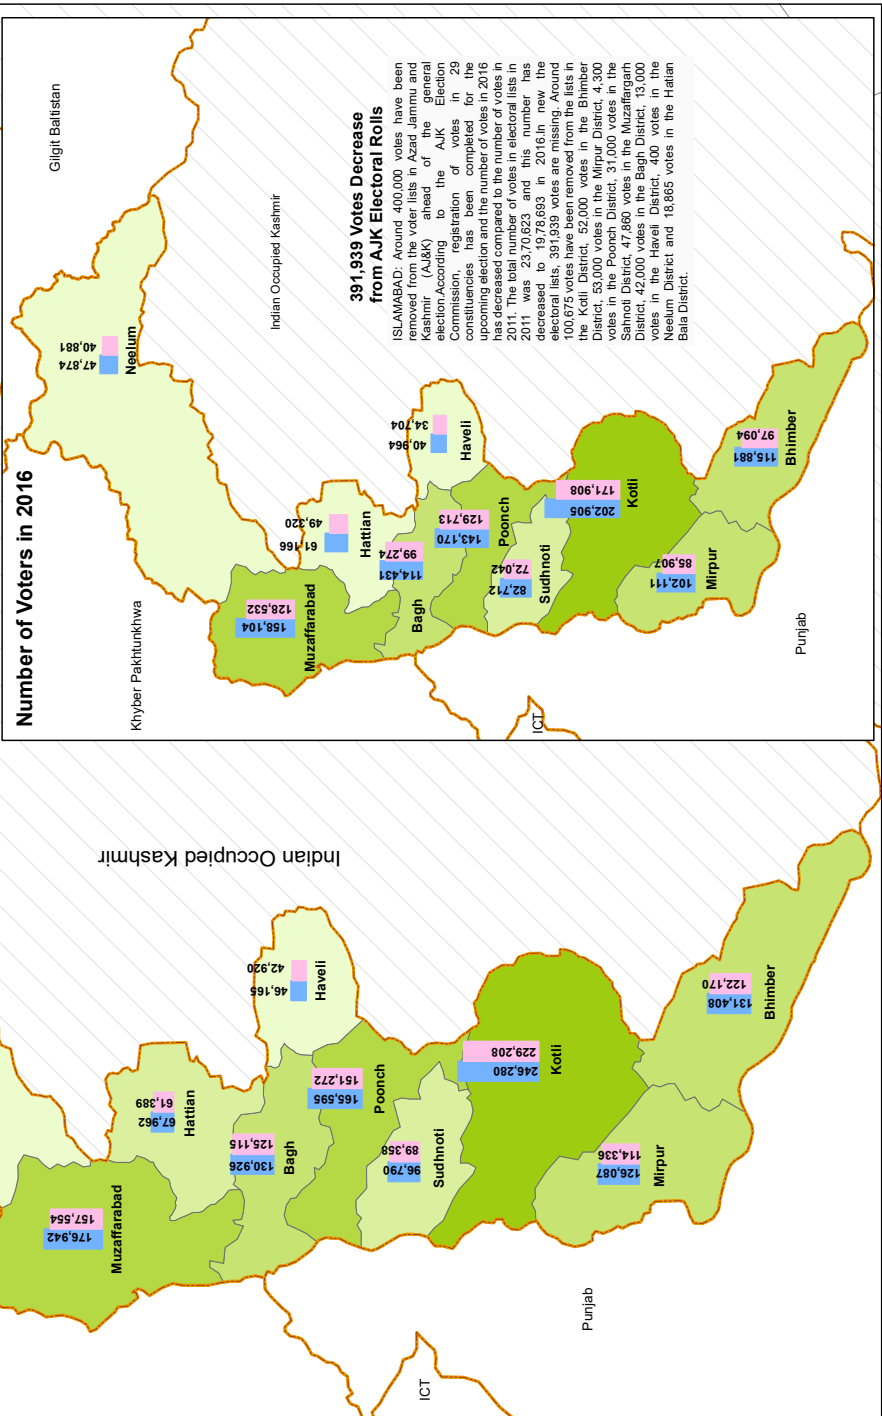 Number of Voters in 2016
Gilgit Baltistan
Khyber Pakhtunkhwa
Indian Occupied Kashmir
47,874
40,881
Neelum
158,104
128,532
Muzaffarabad
61,166
49,320
Hattian
114,431
99,274
Bagh
40,964
34,704
Haveli
143,170
129,713
Poonch
82,712
72,042
Sudhnoti
202,905
171,908
Kotli
102,111
85,907
Mirpur
115,881
97,094
Bhimber
ICT
Punjab
391,939 Votes Decrease
from AJK Electoral Rolls
ISLAMABAD: Around 400,000 votes have been
removed from the voter lists in Azad Jammu and
Kashmir (AJ&K) ahead of the general
election.According to the AJK Election
Commission, registration of votes in 29
constituencies has been completed for the
upcoming election and the number of votes in 2016
has decreased compared to the number of votes in
2011. The total number of votes in electoral lists in
2011 was 23,70,623 and this number has
decreased to 19,78,693 in 2016.In new the
electoral lists, 391,939 votes are missing. Around
100,675 votes have been removed from the lists in
the Kotli District, 52,000 votes in the Bhimber
District, 53,000 votes in the Mirpur District, 4,300
votes in the Poonch District, 31,000 votes in the
Sahnoti District, 47,860 votes in the Muzaffargarh
District, 42,000 votes in the Bagh District, 13,000
votes in the Haveli District, 400 votes in the
Neelum District and 18,865 votes in the Hatian
Bala District.
Indian Occupied Kashmir
176,942
157,554
Muzaffarabad
67,962
61,389
Hattian
130,926
125,115
Bagh
46,165
42,920
Haveli
165,595
151,272
Poonch
96,790
89,358
Sudhnoti
246,280
229,208
Kotli
126,087
114,336
Mirpur
131,408
122,170
Bhimber
ICT
Punjab